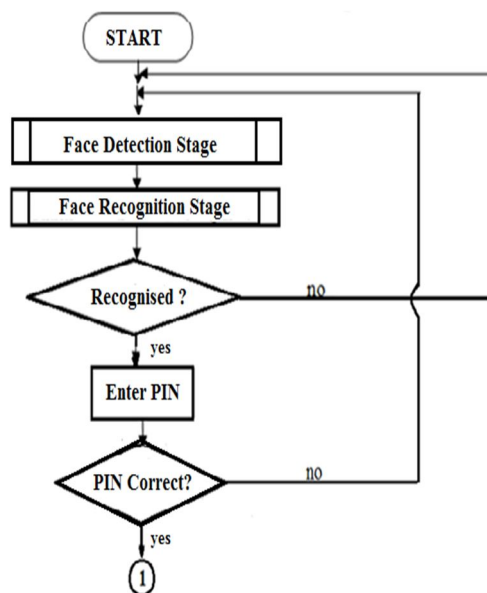 START
Face Detection Stage
Face Recognition Stage
Recognised ?
no
yes
Enter PIN
PIN Correct?
no
yes
1